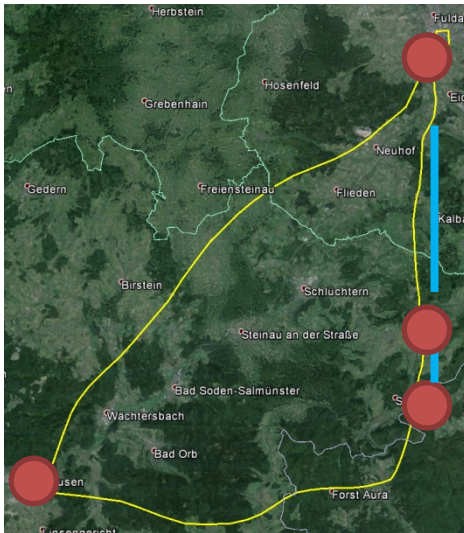 Herbstein
Fulda
Hosenfeld
Grebenhain
Neuhof
Gedern
Freiensteinau
Flieden
Birstein
Schlüchtern
Steinau an der Straße
Bad Soden-Salmünster
Wächtersbach
Bad Orb
Forst Aura